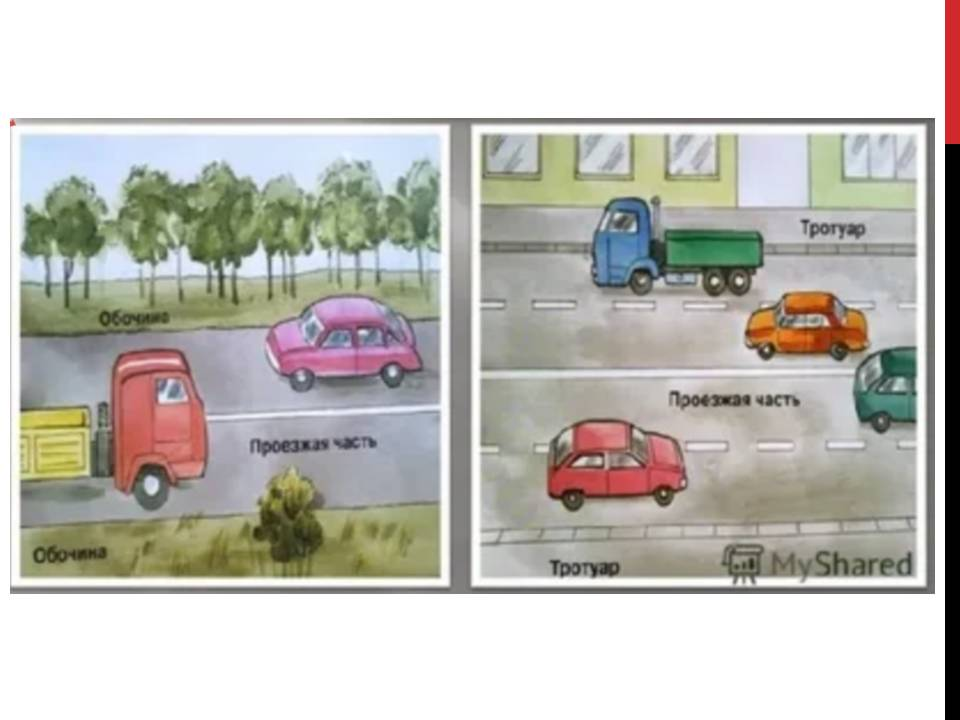 Обочина
Проезжая часть
Обочина
Тротуар
Проезжая часть
Тротуар
MyShared